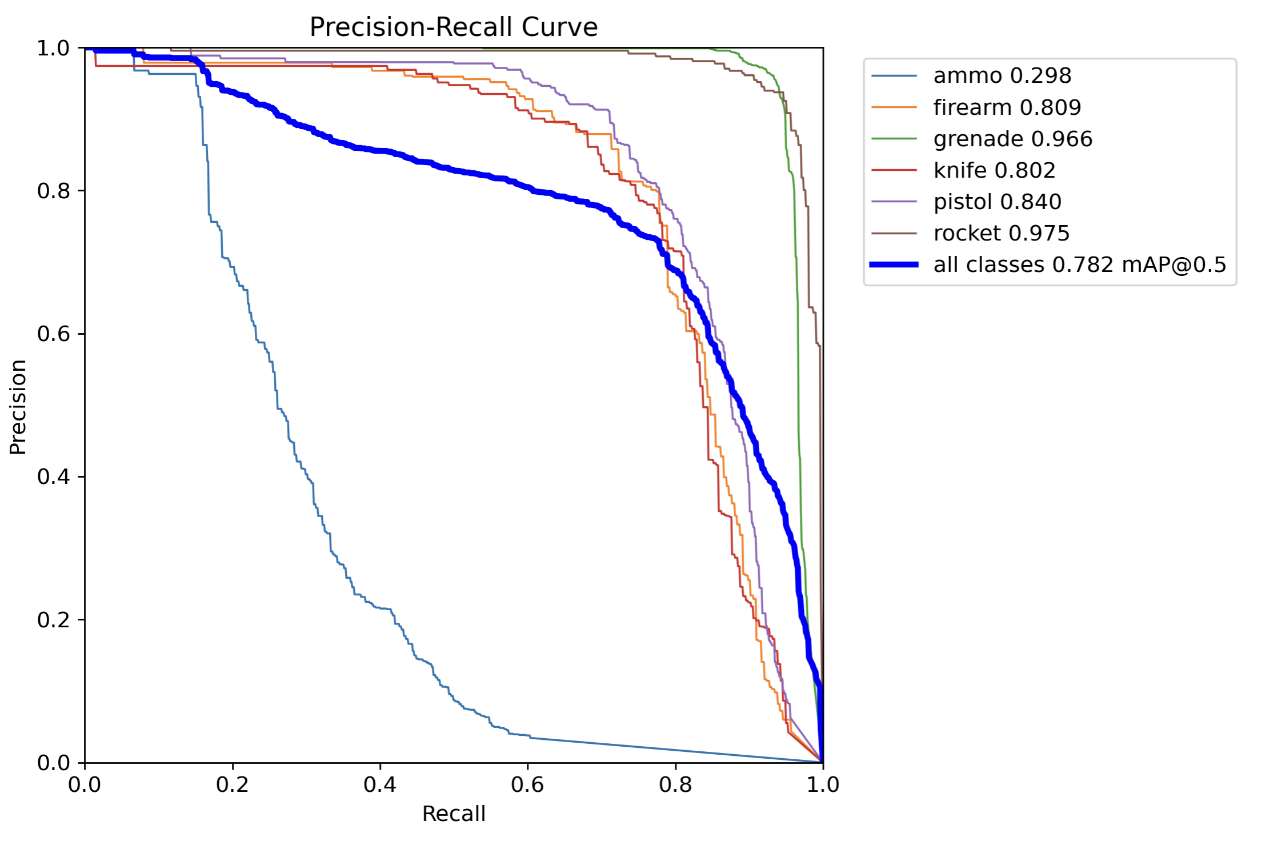 Precision-Recall Curve
1.0
0.8
0.6
0.4
0.2
0.0
Precision
0.0 0.2 0.4 0.6 0.8 1.0
Recall
ammo 0.298
firearm 0.809
grenade 0.966
knife 0.802
pistol 0.840
rocket 0.975
all classes 0.782 mAP@0.5